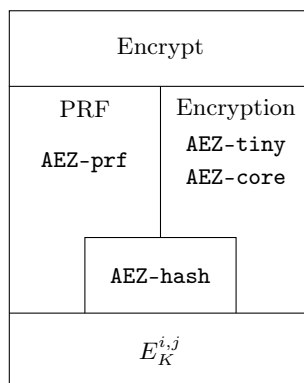 Encrypt
PRF
AEZ-prf
Encryption
AEZ-tiny
AEZ-core
AEZ-hash
E_K^{i,j}